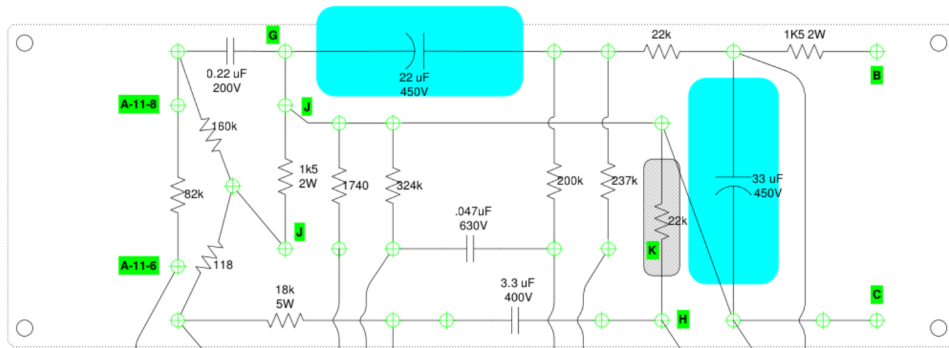 G
22k
1K5 2W
0.22 uF
200V
22 uF
450V
B
A-11-8
J
160k
1k5
2W
82k
1740
324k
200k
237k
33 uF
450V
.047uF
630V
22k
J
K
A-11-6
118
18k
5W
3.3 uF
400V
H
C